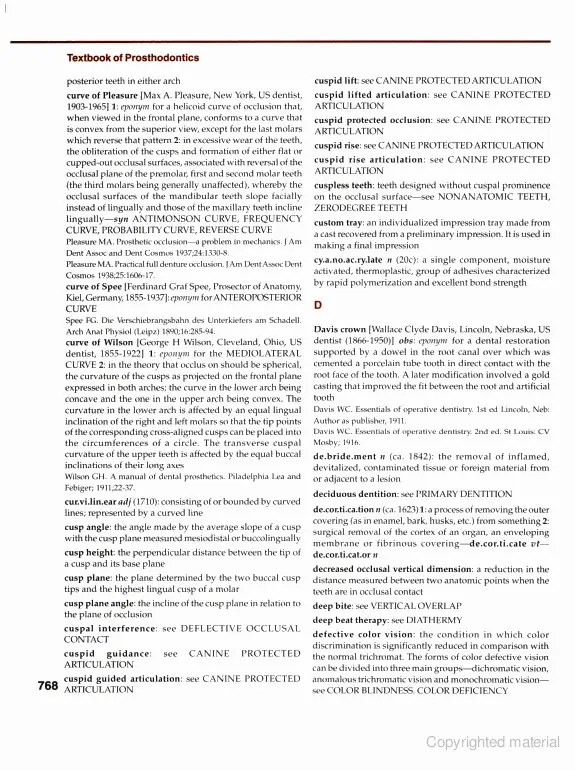 Textbook of Prosthodontics
posterior teeth in either arch
curve of Pleasure [Max A. Pleasure, New York, US dentist,
1903-1965] 1: eponym for a helicoid curve of occlusion that,
when viewed in the frontal plane, conforms to a curve that
is convex from the superior view, except for the last molars
which reverse that pattern 2: in excessive wear of the teeth,
the obliteration of the cusps and formation of either flat or
cupped-out occlusal surfaces, associated with reversal of the
occlusal plane of the premolar, first and second molar teeth
(the third molars being generally unaffected), whereby the
occlusal surfaces of the mandibular teeth slope facially
instead of lingually and those of the maxillary teeth incline
lingually—syn ANTIMONSON CURVE, FREQUENCY
CURVE, PROBABILITY CURVE, REVERSE CURVE
Pleasure MA. Prosthetic occlusion—a problem in mechanics. J Am
Dent Assoc and Dent Cosmos 1937;24:1330-8.
Pleasure MA. Practical full denture occlusion. J Am Dent Assoc Dent
Cosmos 1938;25:1606-17.
curve of Spee [Ferdinard Graf Spee, Prosector of Anatomy,
Kiel, Germany, 1855-1937]: eponym for ANTEROPOSTERIOR
CURVE
Spee FG. Die Verschiebrangsbahn des Unterkiefers am Schadell.
Arch Anat Physiol (Leipz) 1890;16:285-94.
curve of Wilson [George H Wilson, Cleveland, Ohio, US
dentist, 1855-1922] 1: eponym for the MEDIOLATERAL
CURVE 2: in the theory that occlus on should be spherical,
the curvature of the cusps as projected on the frontal plane
expressed in both arches; the curve in the lower arch being
concave and the one in the upper arch being convex. The
curvature in the lower arch is affected by an equal lingual
inclination of the right and left molars so that the tip points
of the corresponding cross-aligned cusps can be placed into
the circumferences of a circle. The transverse cuspal
curvature of the upper teeth is affected by the equal buccal
inclinations of their long axes
Wilson GH. A manual of dental prosthetics. Piladelphia Lea and
Febiger; 1911;22-37.
cur.vi.lin.ear adj (1710): consisting of or bounded by curved
lines; represented by a curved line
cusp angle: the angle made by the average slope of a cusp
with the cusp plane measured mesiodistal or buccolingually
cusp height: the perpendicular distance between the tip of
a cusp and its base plane
cusp plane: the plane determined by the two buccal cusp
tips and the highest lingual cusp of a molar
cusp plane angle: the incline of the cusp plane in relation to
the plane of occlusion
cuspal interference: see DEFLECTIVE OCCLUSAL
CONTACT
cuspid guidance: see CANINE PROTECTED
ARTICULATION
cuspid guided articulation: see CANINE PROTECTED
ARTICULATION
768
cuspid lift: see CANINE PROTECTED ARTICULATION
cuspid lifted articulation: see CANINE PROTECTED
ARTICULATION
cuspid protected occlusion: see CANINE PROTECTED
ARTICULATION
cuspid rise: see CANINE PROTECTED ARTICULATION
cuspid rise articulation: see CANINE PROTECTED
ARTICULATION
cuspless teeth: teeth designed without cuspal prominence
on the occlusal surface—see NONANATOMIC TEETH,
ZERODEGREE TEETH
custom tray: an individualized impression tray made from
a cast recovered from a preliminary impression. It is used in
making a final impression
cy.a.no.ac.ry.late n (20c): a single component, moisture
activated, thermoplastic, group of adhesives characterized
by rapid polymerization and excellent bond strength
D
Davis crown [Wallace Clyde Davis, Lincoln, Nebraska, US
dentist (1866-1950)] obs: eponym for a dental restoration
supported by a dowel in the root canal over which was
cemented a porcelain tube tooth in direct contact with the
root face of the tooth. A later modification involved a gold
casting that improved the fit between the root and artificial
tooth
Davis WC. Essentials of operative dentistry. 1st ed Lincoln, Neb:
Author as publisher, 1911.
Davis WC. Essentials of operative dentistry. 2nd ed. St Louis: CV
Mosby; 1916.
de.bride.ment n (ca. 1842): the removal of inflamed,
devitalized, contaminated tissue or foreign material from
or adjacent to a lesion
deciduous dentition: see PRIMARY DENTITION
de.cor.ti.ca.tion n (ca. 1623) 1: a process of removing the outer
covering (as in enamel, bark, husks, etc.) from something 2:
surgical removal of the cortex of an organ, an enveloping
membrane or fibrinous covering—de.cor.ti.cate vt—
de.cor.ti.cat.or n
decreased occlusal vertical dimension: a reduction in the
distance measured between two anatomic points when the
teeth are in occlusal contact
deep bite: see VERTICAL OVERLAP
deep beat therapy: see DIATHERMY
defective color vision: the condition in which color
discrimination is significantly reduced in comparison with
the normal trichromat. The forms of color defective vision
can be divided into three main groups—dichromatic vision,
anomalous trichromatic vision and monochromatic vision—
see COLOR BLINDNESS. COLOR DEFICIENCY
Copyrighted material